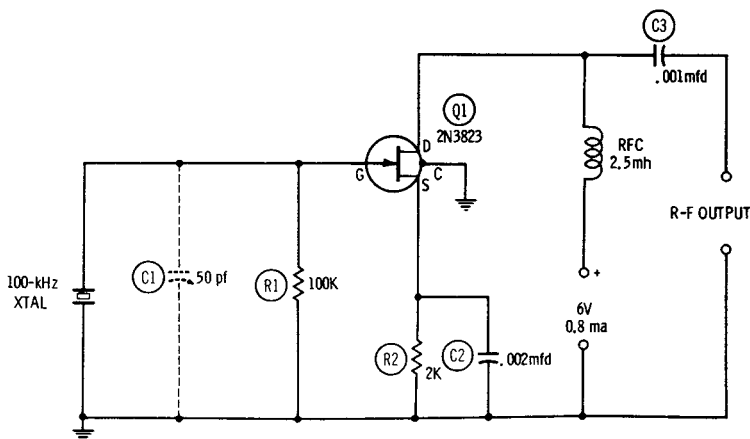 C3
.001mfd
Q1
2N3823
D
G
C
S
RFC
2.5mh
R-F OUTPUT
100-kHz
XTAL
C1
50 pf
R1
100K
+
6V
0.8 ma
R2
2K
C2
.002mfd